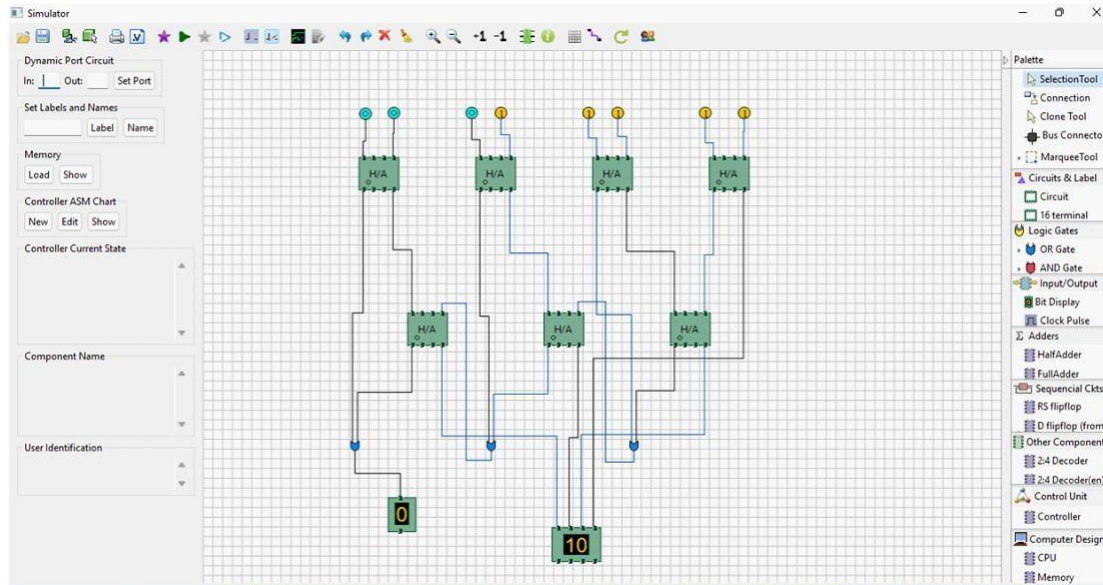 Simulator
Dynamic Port Circuit
In: Out: Set Port
Set Labels and Names
Label Name
Memory
Load Show
Controller ASM Chart
New Edit Show
Controller Current State
Component Name
User Identification
+1 -1
H/A H/A H/A H/A
H/A H/A H/A
0
10
Palette
SelectionTool
Connection
Clone Tool
Bus Connecto
MarqueeTool
Circuits & Label
Circuit
16 terminal
Logic Gates
OR Gate
AND Gate
Input/Output
Bit Display
Clock Pulse
Σ Adders
HalfAdder
FullAdder
Sequencial Ckts
RS flipflop
D flipflop (from
Other Component
2:4 Decoder
2:4 Decoder(en)
Control Unit
Controller
Computer Design
CPU
Memory